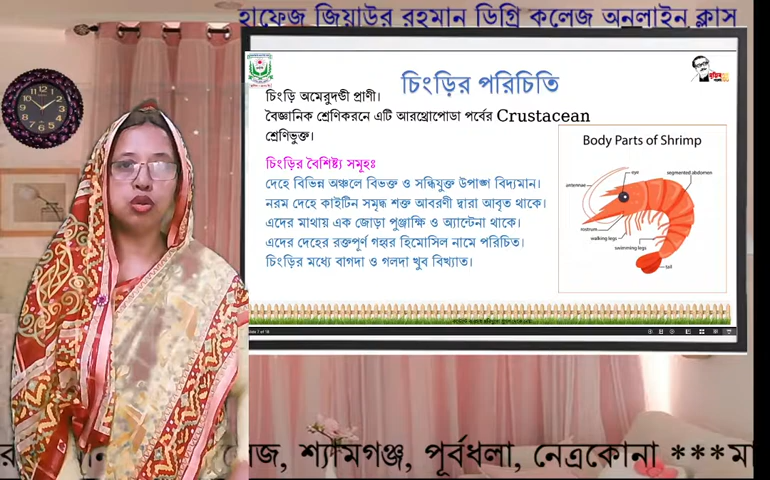 হাফেজ জিয়াউর রহমান ডিগ্রি কলেজ অনলাইন ক্লাস
চিংড়ির পরিচিতি
চিংড়ি অমেরুদন্ডী প্রাণী।
বৈজ্ঞানিক শ্রেণিকরনে এটি আরথ্রোপোডা পর্বের Crustacean
শ্রেণিভুক্ত।
চিংড়ির বৈশিষ্ট্য সমূহঃ
দেহে বিভিন্ন অঞ্চলে বিভক্ত ও সন্ধিযুক্ত উপাঙ্গ বিদ্যমান।
নরম দেহে কাইটিন সমৃদ্ধ শক্ত আবরণী দ্বারা আবৃত থাকে।
এদের মাথায় এক জোড়া পুঞ্জাক্ষি ও অ্যান্টেনা থাকে।
এদের দেহের রক্তপূর্ণ গহ্বর হিমোসিল নামে পরিচিত।
চিংড়ির মধ্যে বাগদা ও গলদা খুব বিখ্যাত।
Body Parts of Shrimp
eye
segmented abdomen
antennae
rostrum
walking legs
swimming legs
tail
জ, শ্যামগঞ্জ, পূর্বধলা, নেত্রকোনা ***মা